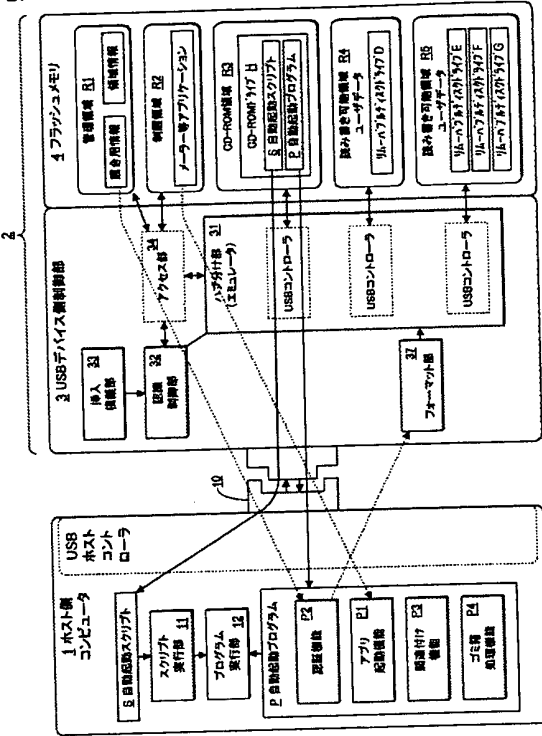 2
1 ホスト側
コンピュータ
USB
ホスト
コント
ローラ
S 自動起動スクリプト
スクリプト
実行部 11
プログラム
実行部 12
P 自動起動プログラム
認証機能 P2
アプリ
起動機能 P1
関連付け
機能 P3
ゴミ箱
処理機能 P4
10
3 USBデバイス側制御部
挿入
信号部 33
認識
制御部 32
アクセス部 34
ハブ分け部 31
(エミュレータ)
USBコントローラ
USBコントローラ
USBコントローラ
フォーマット部 37
4 フラッシュメモリ
管理領域 R1
照合用情報
領域情報
制限領域 R2
メーラー等アプリケーション
CD-ROM領域 R3
CD-ROMドライブ H
S 自動起動スクリプト
P 自動起動プログラム
読み書き可能領域 R4
ユーザデータ
リムーバブルディスクドライブD
読み書き可能領域 R5
ユーザデータ
リムーバブルディスクドライブE
リムーバブルディスクドライブF
リムーバブルディスクドライブG